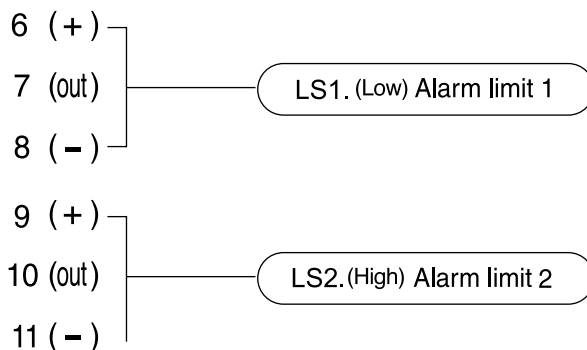 6 (+)
7 (out)
8 (−)
LS1. (Low) Alarm limit 1
9 (+)
10 (out)
11 (−)
LS2. (High) Alarm limit 2